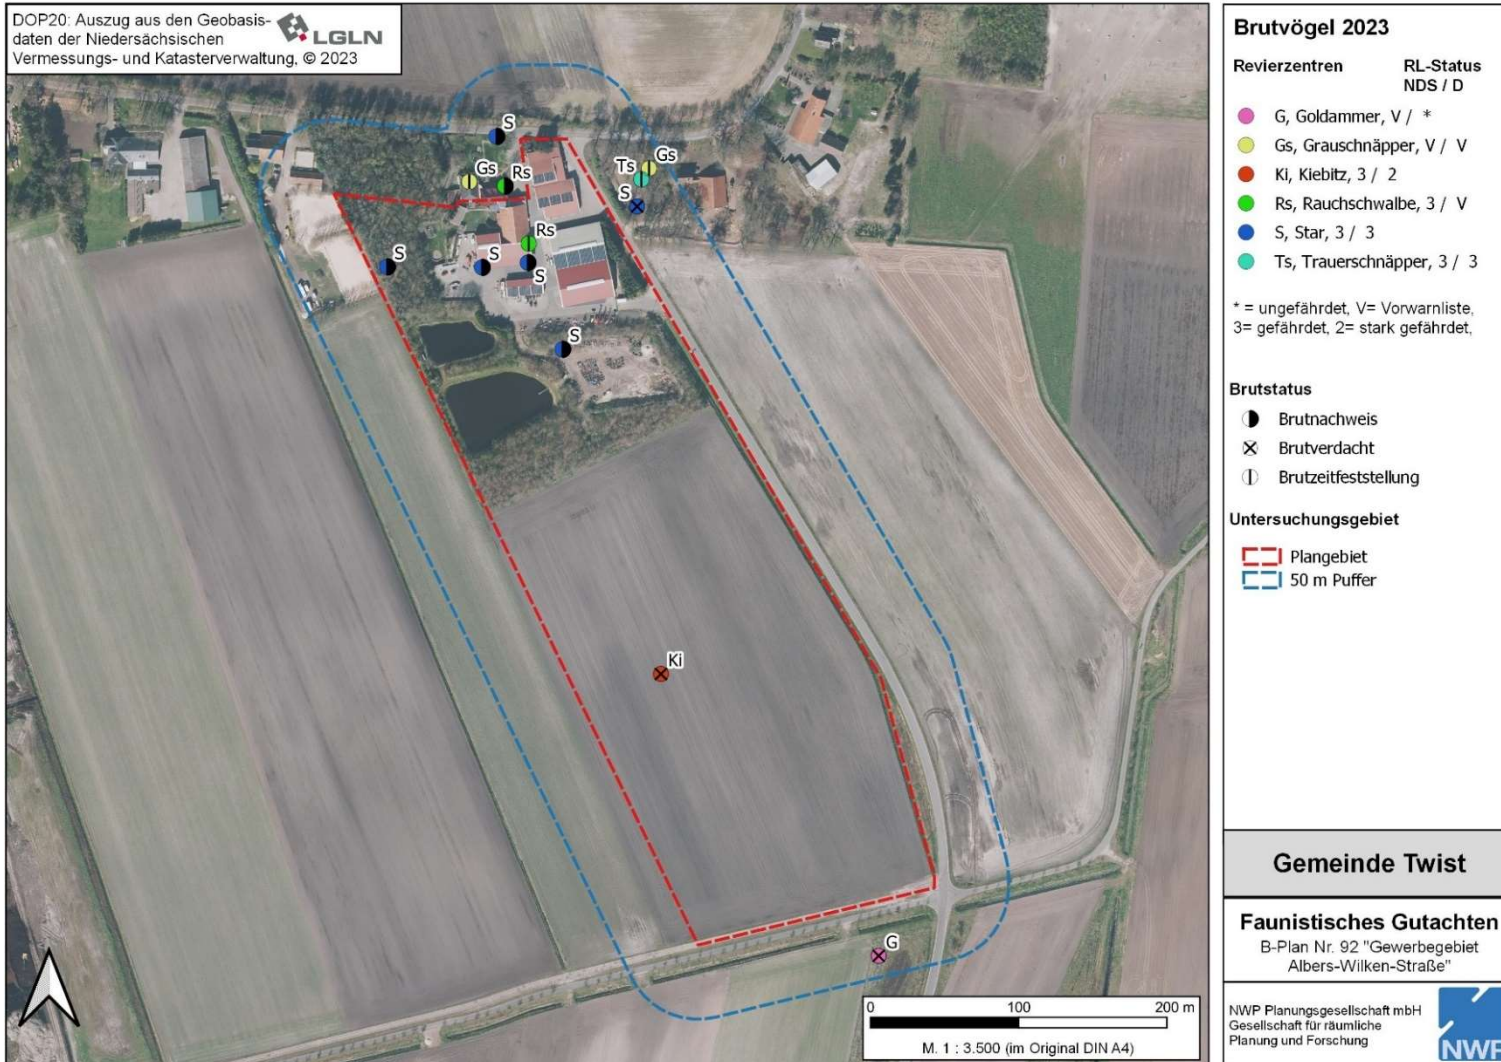 DOP20: Auszug aus den Geobasis-
daten der Niedersächsischen
Vermessungs- und Katasterverwaltung, © 2023
LGLN
S
Gs
Rs
Ts
Gs
S
Rs
S
S
S
S
Ki
G
0 100 200 m
M. 1 : 3.500 (im Original DIN A4)
Brutvögel 2023
Revierzentren RL-Status
NDS / D
G, Goldammer, V / *
Gs, Grauschnäpper, V / V
Ki, Kiebitz, 3 / 2
Rs, Rauchschwalbe, 3 / V
S, Star, 3 / 3
Ts, Trauerschnäpper, 3 / 3
* = ungefährdet, V= Vorwarnliste,
3= gefährdet, 2= stark gefährdet,
Brutstatus
Brutnachweis
Brutverdacht
Brutzeitfeststellung
Untersuchungsgebiet
Plangebiet
50 m Puffer
Gemeinde Twist
Faunistisches Gutachten
B-Plan Nr. 92 "Gewerbegebiet
Albers-Wilken-Straße"
NWP Planungsgesellschaft mbH
Gesellschaft für räumliche
Planung und Forschung
NWP